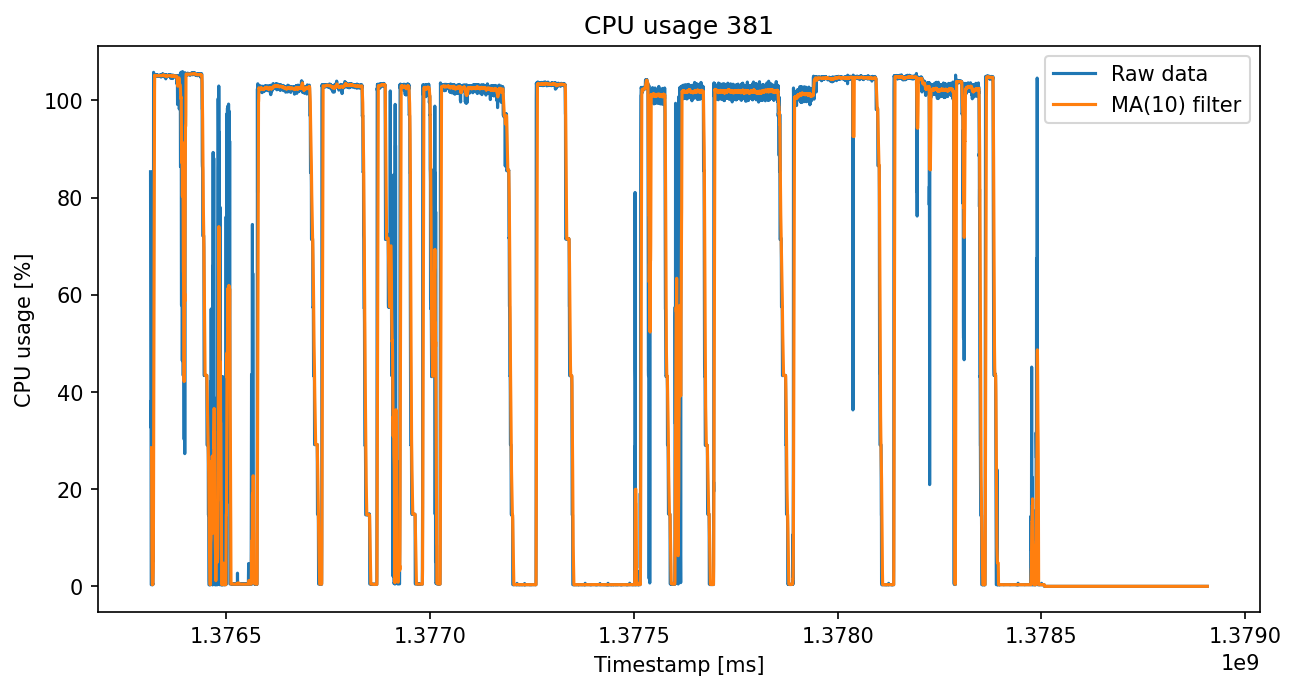 CPU usage 381
Raw data
MA(10) filter
CPU usage [%]
100
80
60
40
20
0
1.3765 1.3770 1.3775 1.3780 1.3785 1.3790
1e9
Timestamp [ms]